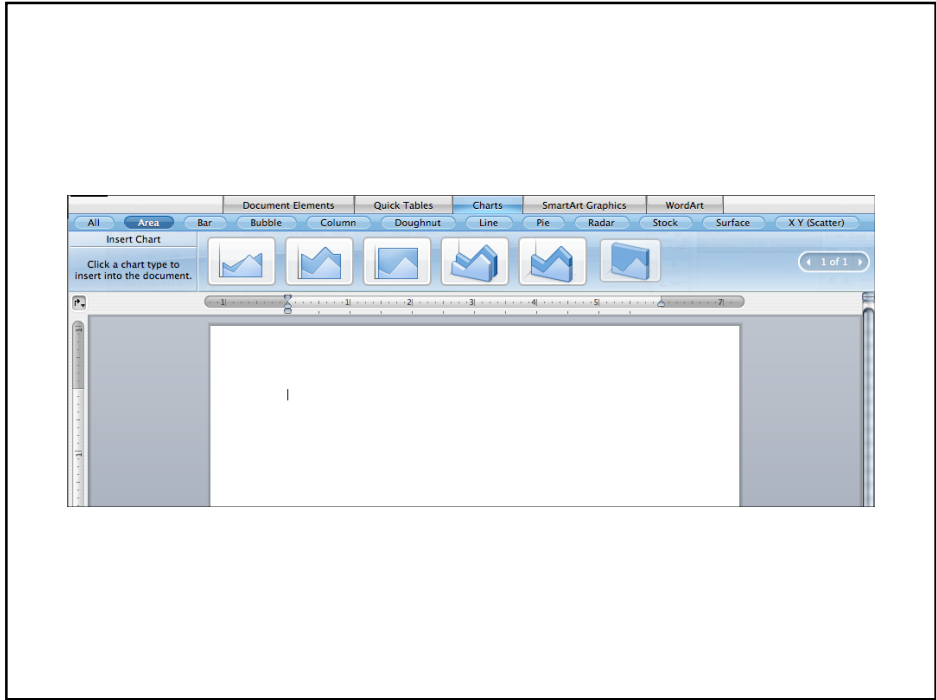 Document Elements Quick Tables Charts SmartArt Graphics WordArt
All Area Bar Bubble Column Doughnut Line Pie Radar Stock Surface X Y (Scatter)
Insert Chart
Click a chart type to
insert into the document.
1 of 1
1 1 2 3 4 5 7
1
1